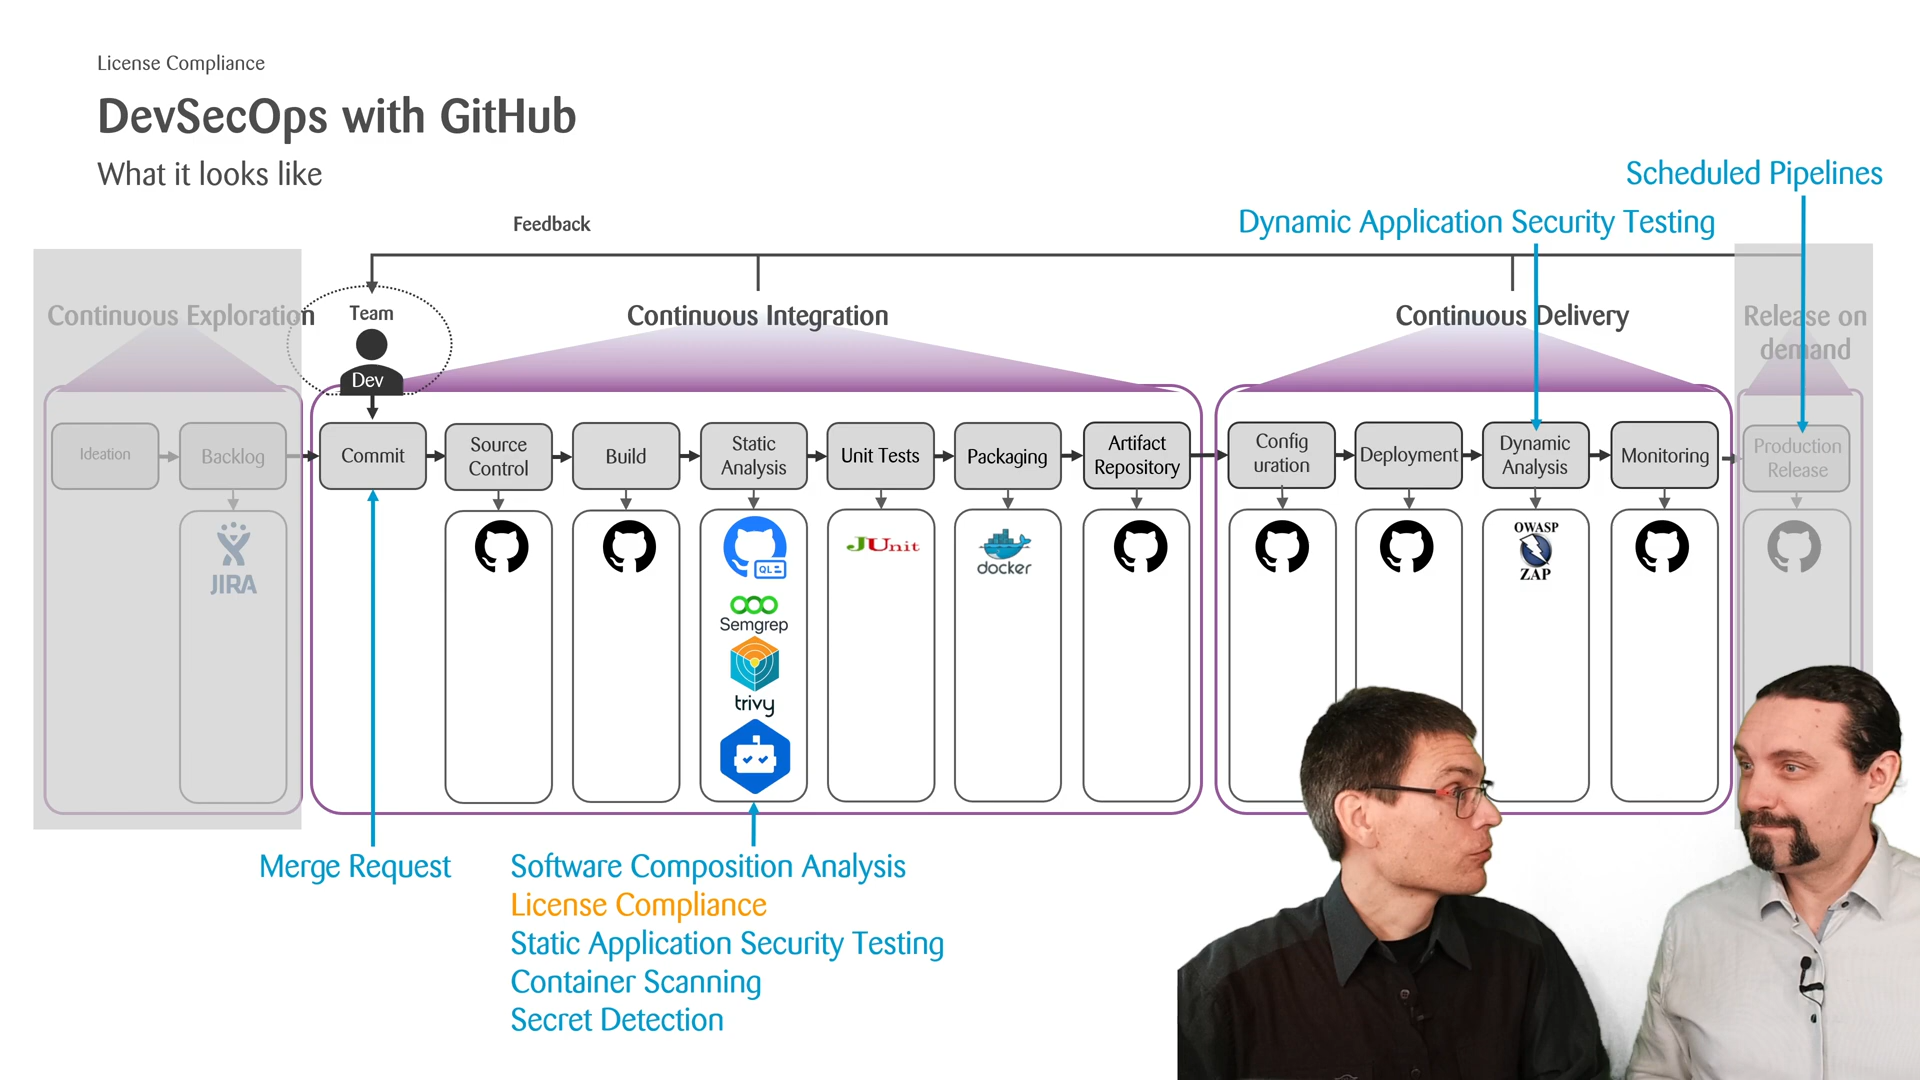 License Compliance
DevSecOps with GitHub
What it looks like
Scheduled Pipelines
Dynamic Application Security Testing
Feedback
Continuous Exploration
Team
Dev
Continuous Integration
Continuous Delivery
Release on
demand
Ideation
Backlog
Commit
Source
Control
Build
Static
Analysis
Unit Tests
Packaging
Artifact
Repository
Config
uration
Deployment
Dynamic
Analysis
Monitoring
Production
Release
JIRA
QL
Semgrep
trivy
JUnit
docker
OWASP
ZAP
Merge Request
Software Composition Analysis
License Compliance
Static Application Security Testing
Container Scanning
Secret Detection